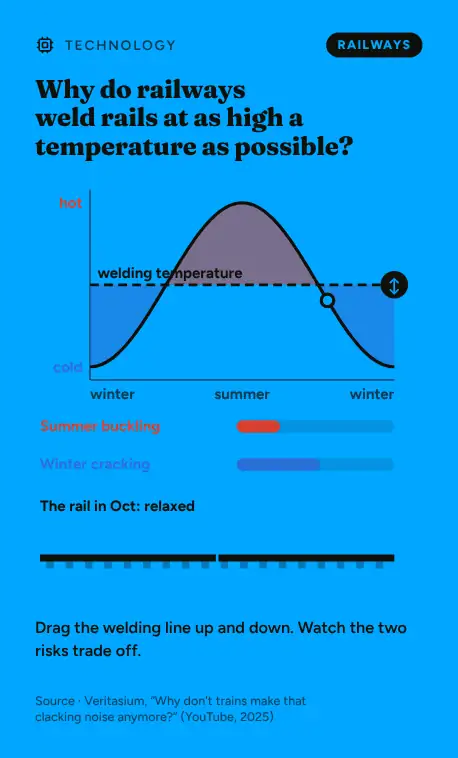 TECHNOLOGY
RAILWAYS
Why do railways
weld rails at as high a
temperature as possible?
hot
welding temperature
cold
winter summer winter
Summer buckling
Winter cracking
The rail in Oct: relaxed
Drag the welding line up and down. Watch the two
risks trade off.
Source · Veritasium, “Why don't trains make that
clacking noise anymore?” (YouTube, 2025)